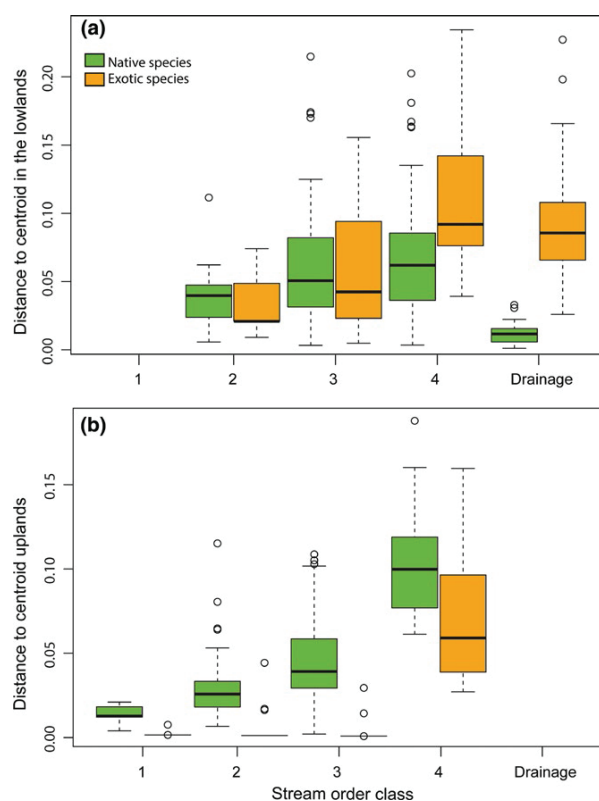 (a)
Native species
Exotic species
Distance to centroid in the lowlands
0.20
0.15
0.10
0.05
0.00
1 2 3 4 Drainage
(b)
Distance to centroid uplands
0.15
0.10
0.05
0.00
1 2 3 4 Drainage
Stream order class